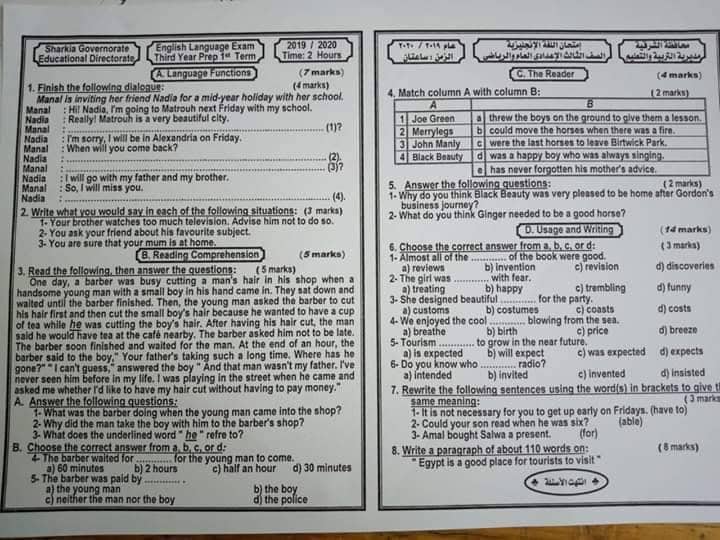 Sharkia Governorate
Educational Directorate
English Language Exam
Third Year Prep 1st Term
2019 / 2020
Time: 2 Hours
A. Language Functions
(7 marks)
1. Finish the following dialogue: (4 marks)
Manal is inviting her friend Nadia for a mid-year holiday with her school.
Manal : Hi! Nadia, I'm going to Matrouh next Friday with my school.
Nadia : Really! Matrouh is a very beautiful city.
Manal : ............................................................ (1)?
Nadia : I'm sorry, I will be in Alexandria on Friday.
Manal : When will you come back?
Nadia : ............................................................ (2).
Manal : ............................................................ (3)?
Nadia : I will go with my father and my brother.
Manal : So, I will miss you.
Nadia : ............................................................ (4).
2. Write what you would say in each of the following situations: (3 marks)
1- Your brother watches too much television. Advise him not to do so.
2- You ask your friend about his favourite subject.
3- You are sure that your mum is at home.
B. Reading Comprehension
(5 marks)
3. Read the following, then answer the questions: (5 marks)
One day, a barber was busy cutting a man's hair in his shop when a
handsome young man with a small boy in his hand came in. They sat down and
waited until the barber finished. Then, the young man asked the barber to cut
his hair first and then cut the small boy's hair because he wanted to have a cup
of tea while he was cutting the boy's hair. After having his hair cut, the man
said he would have tea at the café nearby. The barber asked him not to be late.
The barber soon finished and waited for the man. At the end of an hour, the
barber said to the boy," Your father's taking such a long time. Where has he
gone?" " I can't guess," answered the boy " And that man wasn't my father. I've
never seen him before in my life. I was playing in the street when he came and
asked me whether I'd like to have my hair cut without having to pay money."
A. Answer the following questions:
1- What was the barber doing when the young man came into the shop?
2- Why did the man take the boy with him to the barber's shop?
3- What does the underlined word " he " refre to?
B. Choose the correct answer from a, b, c, or d:
4- The barber waited for ............ for the young man to come.
a) 60 minutes b) 2 hours c) half an hour d) 30 minutes
5- The barber was paid by ............ .
a) the young man b) the boy
c) neither the man nor the boy d) the police
عام ٢٠١٩ / ٢٠٢٠
الزمن : ساعتان
إمتحان اللغة الإنجليزية
الصف الثالث الإعدادى العام والرياضى
محافظة الشرقية
مديرية التربية والتعليم
C. The Reader
(4 marks)
4. Match column A with column B: (2 marks)
A B
1 Joe Green a threw the boys on the ground to give them a lesson.
2 Merrylegs b could move the horses when there was a fire.
3 John Manly c were the last horses to leave Birtwick Park.
4 Black Beauty d was a happy boy who was always singing.
e has never forgotten his mother's advice.
5. Answer the following questions: (2 marks)
1- Why do you think Black Beauty was very pleased to be home after Gordon's
business journey?
2- What do you think Ginger needed to be a good horse?
D. Usage and Writing
(14 marks)
6. Choose the correct answer from a, b, c, or d: (3 marks)
1- Almost all of the ............ of the book were good.
a) reviews b) invention c) revision d) discoveries
2- The girl was ............ with fear.
a) treating b) happy c) trembling d) funny
3- She designed beautiful ............ for the party.
a) customs b) costumes c) coasts d) costs
4- We enjoyed the cool ............ blowing from the sea.
a) breathe b) birth c) price d) breeze
5- Tourism ............ to grow in the near future.
a) is expected b) will expect c) was expected d) expects
6- Do you know who ............ radio?
a) intended b) invited c) invented d) insisted
7. Rewrite the following sentences using the word(s) in brackets to give t
same meaning: (3 marks
1- It is not necessary for you to get up early on Fridays. (have to)
2- Could your son read when he was six? (able)
3- Amal bought Salwa a present. (for)
8. Write a paragraph of about 110 words on: (8 marks)
" Egypt is a good place for tourists to visit "
انتهت الأسئلة